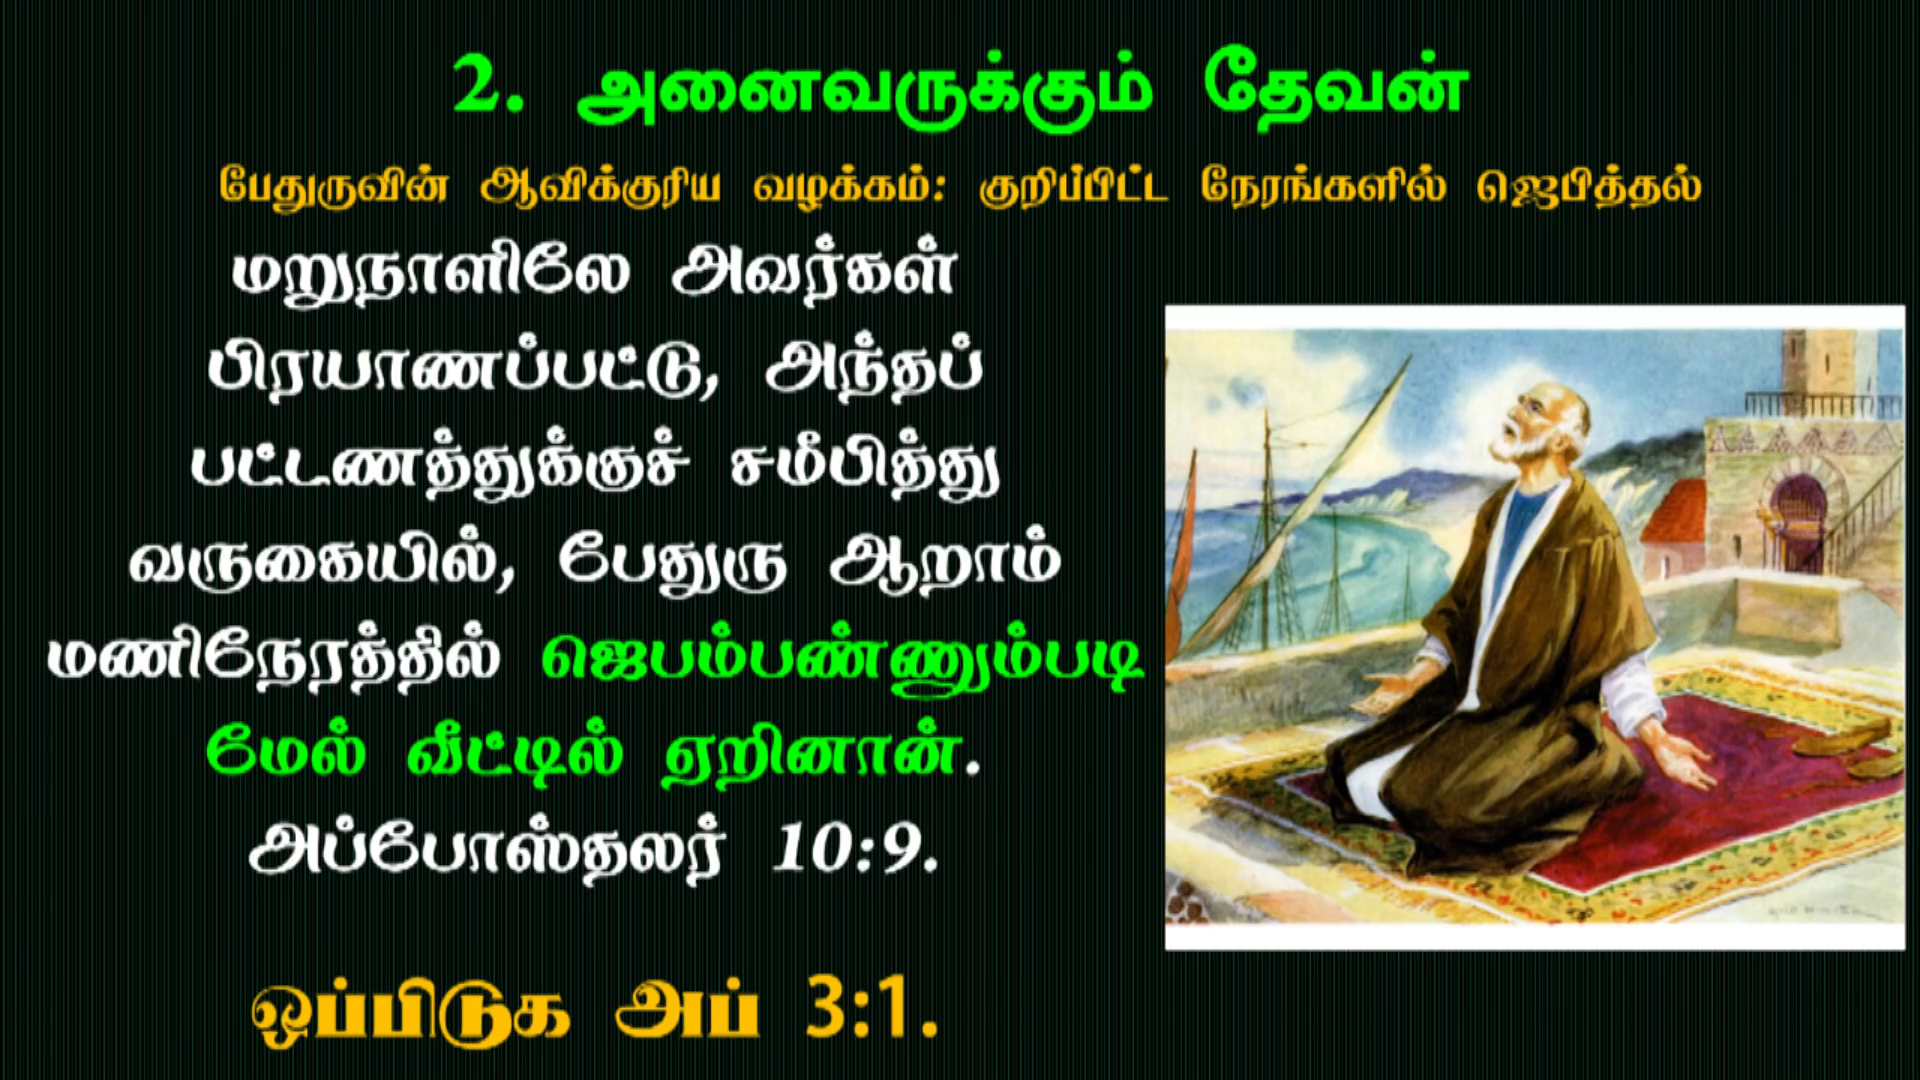 2. அனைவருக்கும் தேவன்
பேதுருவின் ஆவிக்குரிய வழக்கம்: குறிப்பிட்ட நேரங்களில் ஜெபித்தல்
மறுநாளிலே அவர்கள்
பிரயாணப்பட்டு, அந்தப்
பட்டணத்துக்குச் சமீபித்து
வருகையில், பேதுரு ஆறாம்
மணிநேரத்தில் ஜெபம்பண்ணும்படி
மேல் வீட்டில் ஏறினான்.
அப்போஸ்தலர் 10:9.
ஒப்பிடுக அப் 3:1.